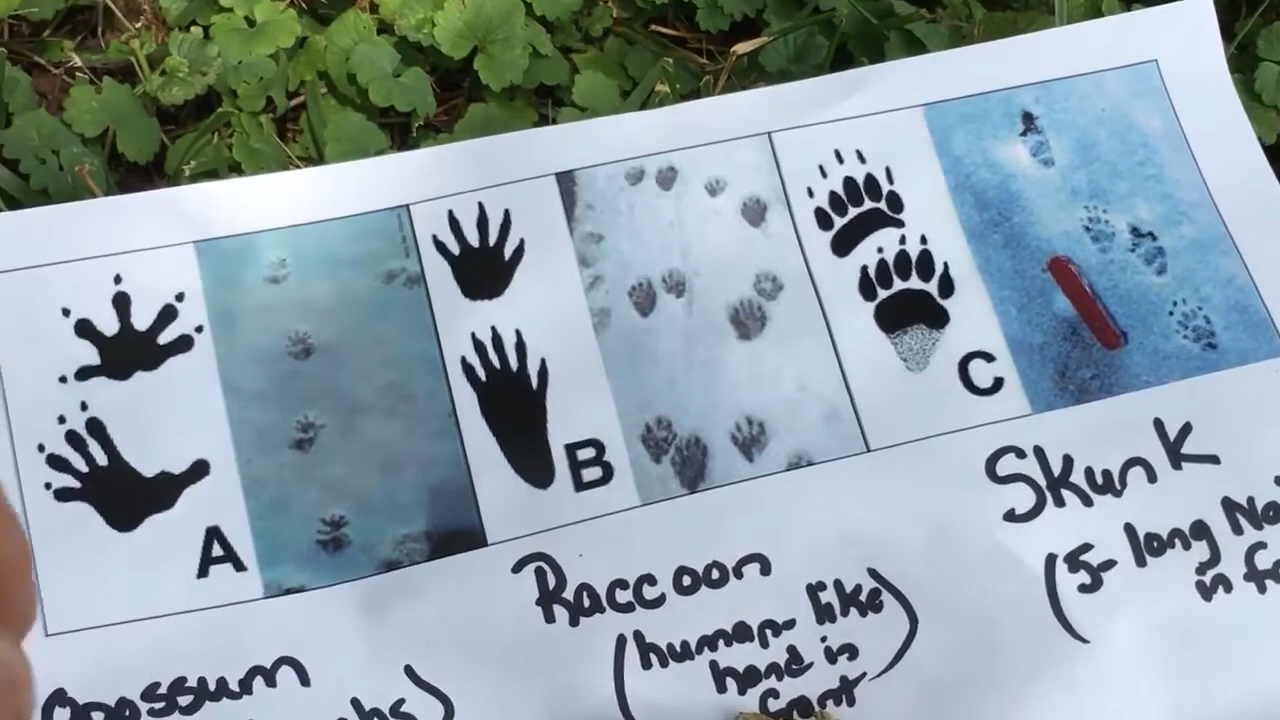 A
B
C
Skunk
(5- long
in
Raccoon
(human-like
hand in
front
)
Opossum
)